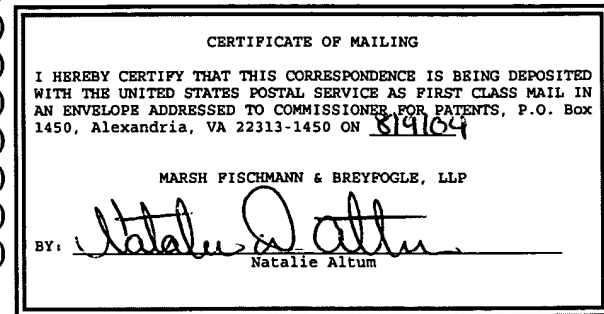 CERTIFICATE OF MAILING
I HEREBY CERTIFY THAT THIS CORRESPONDENCE IS BEING DEPOSITED
WITH THE UNITED STATES POSTAL SERVICE AS FIRST CLASS MAIL IN
AN ENVELOPE ADDRESSED TO COMMISSIONER FOR PATENTS, P.O. Box
1450, Alexandria, VA 22313-1450 ON 8/9/04
MARSH FISCHMANN & BREYFOGLE, LLP
BY: Natalie D. Altum
Natalie Altum